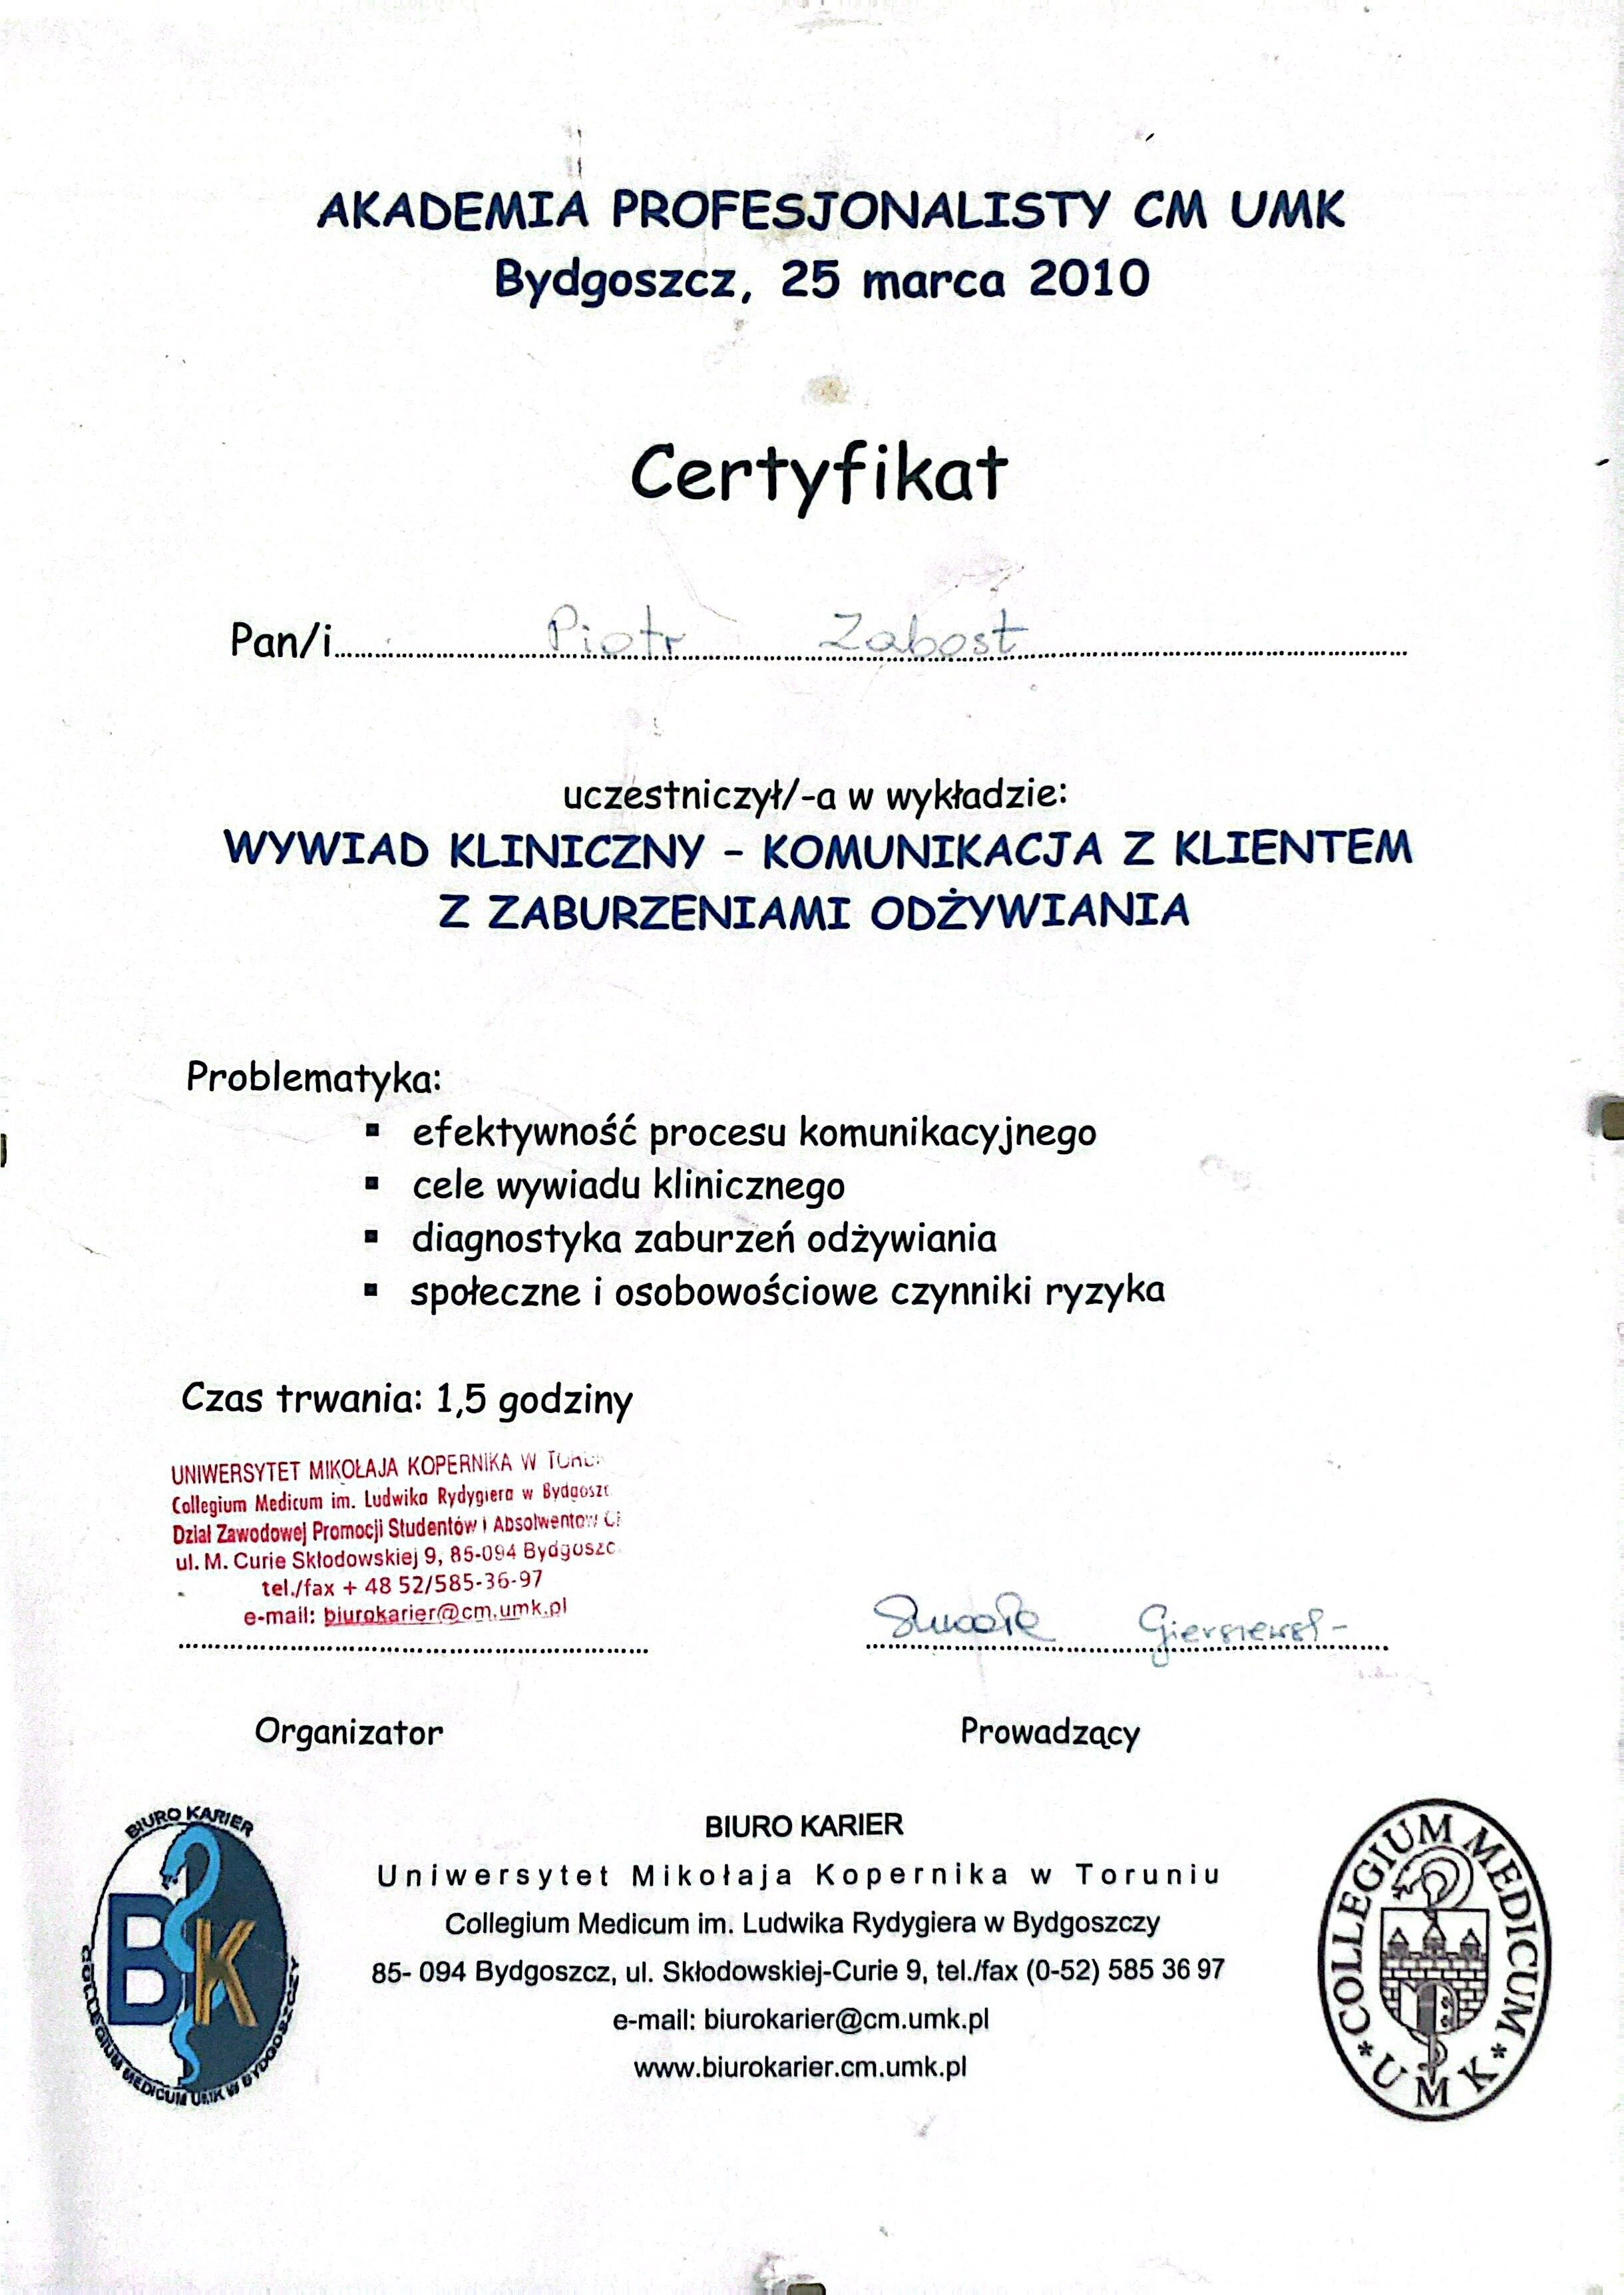 AKADEMIA PROFESJONALISTY CM UMK
Bydgoszcz, 25 marca 2010
Certyfikat
Pan/i Piotr Zabost
uczestniczył/-a w wykładzie:
WYWIAD KLINICZNY - KOMUNIKACJA Z KLIENTEM
Z ZABURZENIAMI ODŻYWIANIA
Problematyka:
▪ efektywność procesu komunikacyjnego
▪ cele wywiadu klinicznego
▪ diagnostyka zaburzeń odżywiania
▪ społeczne i osobowościowe czynniki ryzyka
Czas trwania: 1,5 godziny
UNIWERSYTET MIKOŁAJA KOPERNIKA W
Collegium Medicum im. Ludwika Rydygiera w
Dział Zawodowej Promocji Studentów i Absolwentów
ul. M. Curie Skłodowskiej 9, 85-094
tel./fax + 48 52/585-36-97
e-mail: biurokarier@cm.umk.pl
Organizator
Prowadzący
BIURO KARIER
BK
COLLEGIUM MEDICUM UMK W BYDGOSZCZY
BIURO KARIER
Uniwersytet Mikołaja Kopernika w Toruniu
Collegium Medicum im. Ludwika Rydygiera w Bydgoszczy
85- 094 Bydgoszcz, ul. Skłodowskiej-Curie 9, tel./fax (0-52) 585 36 97
e-mail: biurokarier@cm.umk.pl
www.biurokarier.cm.umk.pl
COLLEGIUM MEDICUM
* UMK *